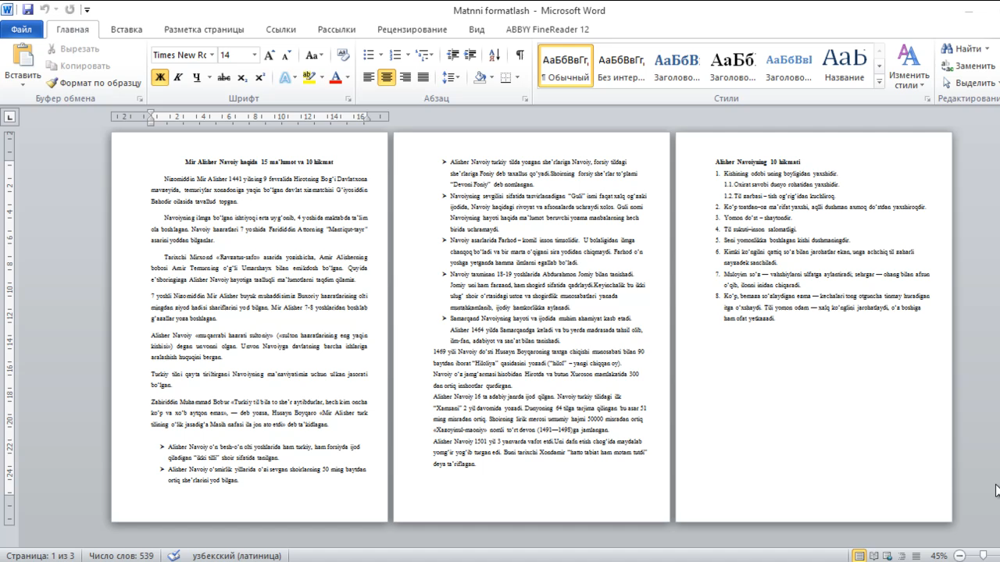 Matnni formatlash - Microsoft Word
Файл Главная Вставка Разметка страницы Ссылки Рассылки Рецензирование Вид ABBYY FineReader 12
Вставить
Вырезать
Копировать
Формат по образцу
Буфер обмена
Times New Rc 14
Шрифт
Абзац
АаБбВвГг, АаБбВвГг, АаБбВ: АаБб: АаБбВвI АаЬ
¶ Обычный Без интер... Заголово... Заголово... Заголово... Название
Изменить стили
Стили
Найти
Заменить
Выделить
Редактировани
Mir Alisher Navoiy haqida 15 ma’lumot va 10 hikmat
Nizomiddin Mir Alisher 1441 yilning 9 fevralida Hirotning Bog‘i Davlatxona
mavzeyida, temuriylar xonadoniga yaqin bo‘lgan davlat xizmatchisi G‘iyosiddin
Bahodir oilasida tavallud topgan.
Navoiyning ilmga bo‘lgan ishtiyoqi erta uyg‘onib, 4 yoshida maktabda ta’lim
ola boshlagan. Navoiy hazratlari 7 yoshida Farididdin Attorning “Mantiqut-tayr”
asarini yoddan bilganlar.
Tarixchi Mirxond «Ravzatus-safo» asarida yozishicha, Amir Alisherning
bobosi Amir Temurning o‘g‘li Umarshayx bilan emikdosh bo‘lgan. Quyida
e’tiboringizga Alisher Navoiy hayotiga taalluqli ma’lumotlarni taqdim qilamiz.
7 yoshli Nizomiddin Mir Alisher buyuk muhaddisimiz Buxoriy hazratlarining olti
mingdan ziyod hadisi shariflarini yod bilgan. Mir Alisher 7-8 yoshlaridan boshlab
g‘azallar yoza boshlagan.
Alisher Navoiy «muqarrabi hazrati sultoniy» («sulton hazratlarining eng yaqin
kishisi») degan unvonni olgan. Unvon Navoiyga davlatning barcha ishlariga
aralashish huquqini bergan.
Turkiy tilni qayta tiriltirgani Navoiyning ma’naviyatimiz uchun ulkan jasorati
bo‘lgan.
Zahiriddin Muhammad Bobur «Turkiy til bila to she’r aytibdurlar, hech kim oncha
ko‘p va xo‘b aytqon emas», — deb yozsa, Husayn Boyqaro «Mir Alisher turk
tilining o‘lik jasadig‘a Masih nafasi ila jon ato etdi» deb ta’kidlagan.
➤ Alisher Navoiy o‘n besh-o‘n olti yoshlarida ham turkiy, ham forsiyda ijod
qiladigan “ikki tilli” shoir sifatida tanilgan.
➤ Alisher Navoiy o‘smirlik yillarida o‘zi sevgan shoirlarning 50 ming baytdan
ortiq she’rlarini yod bilgan.
➤ Alisher Navoiy turkiy tilda yozgan she’rlariga Navoiy, forsiy tildagi
she’rlariga Foniy deb taxallus qo‘yadi.Shoirning forsiy she’rlar to‘plami
“Devoni Foniy” deb nomlangan.
➤ Navoiyning sevgilisi sifatida tasvirlanadigan “Guli” ismi faqat xalq og‘zaki
ijodida, Navoiy haqidagi rivoyat va afsonalarda uchraydi xolos. Guli nomi
Navoiyning hayoti haqida ma’lumot beruvchi yozma manbalarning hech
birida uchramaydi.
➤ Navoiy asarlarida Farhod – komil inson timsolidir. U bolaligidan ilmga
chanqoq bo‘ladi va bir marta o‘qigani sira yodidan chiqmaydi. Farhod o‘n
yoshga yetganda hamma ilmlarni egallab bo‘ladi.
➤ Navoiy taxminan 18-19 yoshlarida Abdurahmon Jomiy bilan tanishadi.
Jomiy uni ham farzand, ham shogird sifatida qadrlaydi.Keyinchalik bu ikki
ulug‘ shoir o‘rtasidagi ustoz va shogirdlik munosabatlari yanada
mustahkamlanib, ijodiy hamkorlikka aylanadi.
➤ Samarqand Navoiyning hayoti va ijodida muhim ahamiyat kasb etadi.
Alisher 1464 yilda Samarqandga keladi va bu yerda madrasada tahsil olib,
ilm-fan, adabiyot va san’at bilan tanishadi.
1469 yili Navoiy do‘sti Husayn Boyqaroning taxtga chiqishi munosabati bilan 90
baytdan iborat “Hiloliya” qasidasini yozadi (“hilol” – yangi chiqqan oy).
Navoiy o‘z jamg‘armasi hisobidan Hirotda va butun Xuroson mamlakatida 300
dan ortiq inshootlar qurdirgan.
Alisher Navoiy 16 ta adabiy janrda ijod qilgan. Navoiy turkiy tilidagi ilk
“Xamsani” 2 yil davomida yozadi. Dunyoning 64 tilga tarjima qilingan bu asar 51
ming misradan ortiq. Shoirning lirik merosi umumiy hajmi 50000 misradan ortiq
«Xazoyinul-maoniy» nomli to‘rt devon (1491—1498)ga jamlangan.
Alisher Navoiy 1501 yil 3 yanvarda vafot etdi.Uni dafn etish chog‘ida maydalab
yomg‘ir yog‘ib turgan edi. Buni tarixchi Xondamir “hatto tabiat ham motam tutdi”
deya ta’riflagan.
Alisher Navoiyning 10 hikmati
1. Kishining odobi uning boyligidan yaxshidir.
1.1.Oxirat savobi dunyo rohatidan yaxshidir.
1.2.Til zarbasi – tish og‘rig‘idan kuchliroq.
2. Ko‘p toatdan–oz ma’rifat yaxshi, aqlli dushman axmoq do‘stdan yaxshiroqdir.
3. Yomon do‘st – shaytondir.
4. Til sukuti–inson salomatligi.
5. Seni yomonlikka boshlagan kishi dushmaningdir.
6. Kimki ko‘ngilni qattiq so‘z bilan jarohatlar ekan, unga achchiq til zaharli
nayzadek sanchiladi.
7. Muloyim so‘z — vahshiylarni ulfatga aylantiradi; sehrgar — ohang bilan afsun
o‘qib, ilonni inidan chiqaradi.
8. Ko‘p, bemaza so‘zlaydigan ezma — kechalari tong otguncha tinmay huradigan
itga o‘xshaydi. Tili yomon odam — xalq ko‘nglini jarohatlaydi, o‘z boshiga
ham ofat yetkazadi.
Страница: 1 из 3 Число слов: 539 узбекский (латиница) 45%